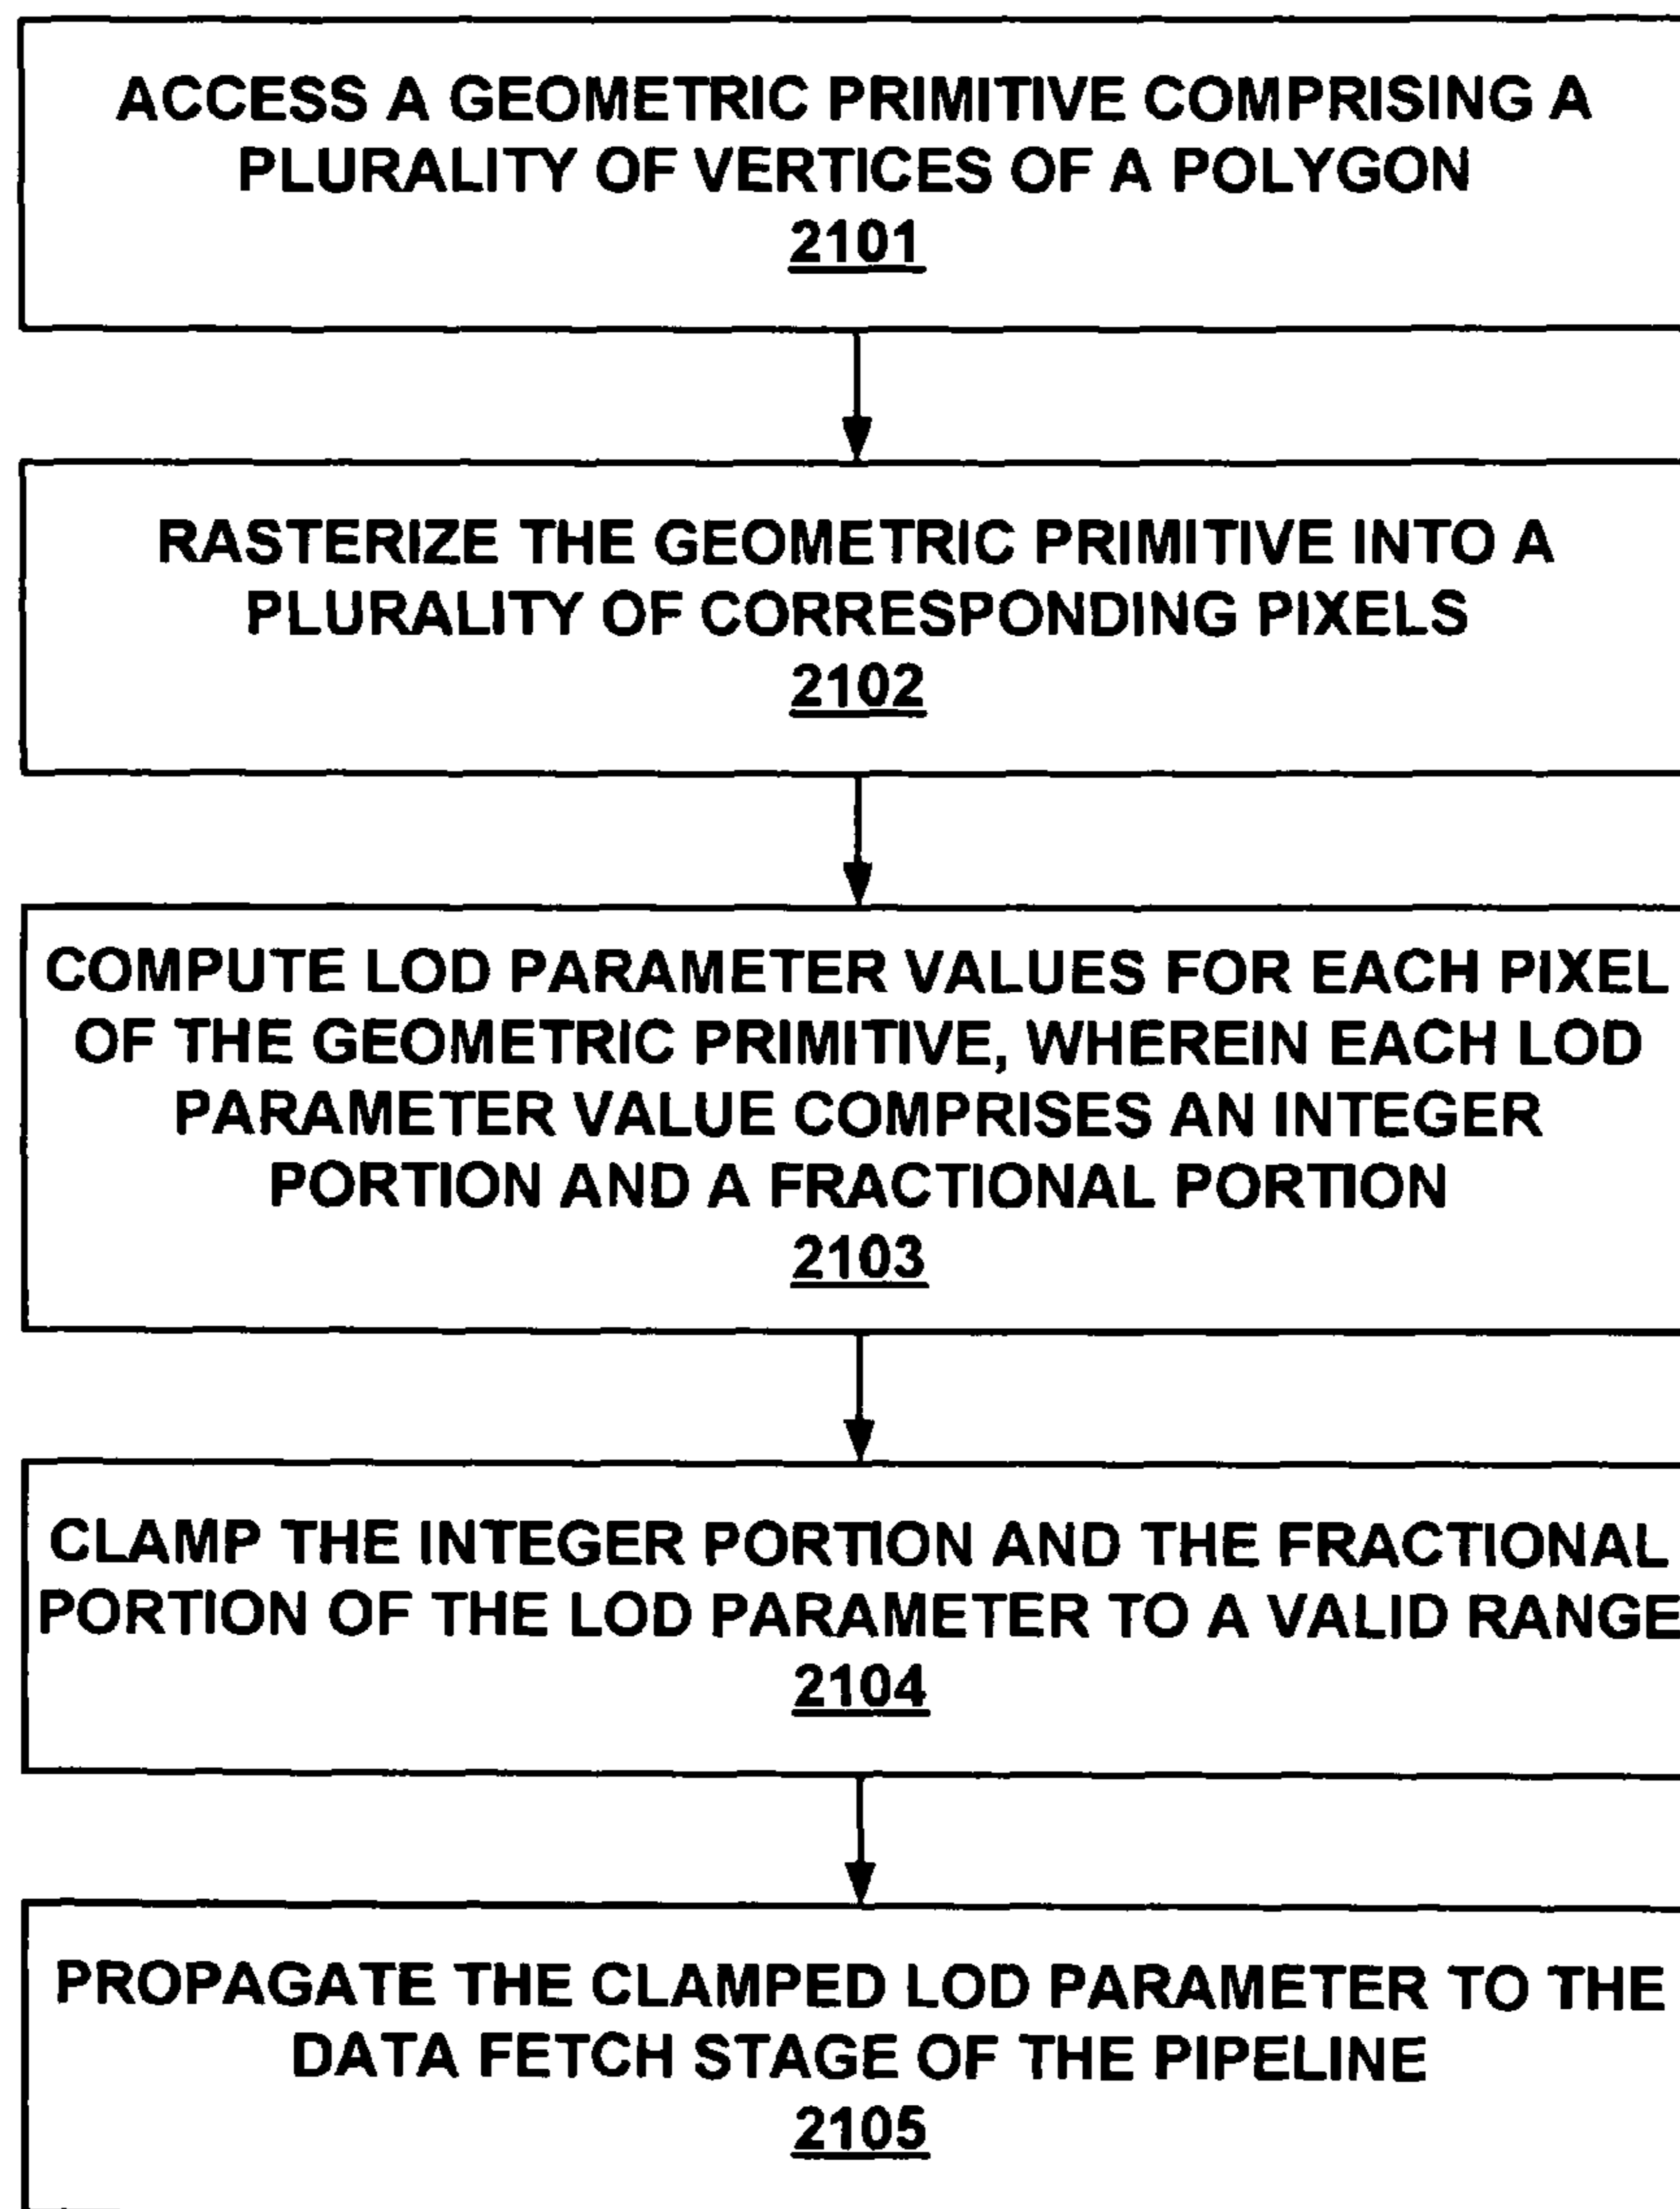 ACCESS A GEOMETRIC PRIMITIVE COMPRISING A
PLURALITY OF VERTICES OF A POLYGON
2101
RASTERIZE THE GEOMETRIC PRIMITIVE INTO A
PLURALITY OF CORRESPONDING PIXELS
2102
COMPUTE LOD PARAMETER VALUES FOR EACH PIXEL
OF THE GEOMETRIC PRIMITIVE, WHEREIN EACH LOD
PARAMETER VALUE COMPRISES AN INTEGER
PORTION AND A FRACTIONAL PORTION
2103
CLAMP THE INTEGER PORTION AND THE FRACTIONAL
PORTION OF THE LOD PARAMETER TO A VALID RANGE
2104
PROPAGATE THE CLAMPED LOD PARAMETER TO THE
DATA FETCH STAGE OF THE PIPELINE
2105